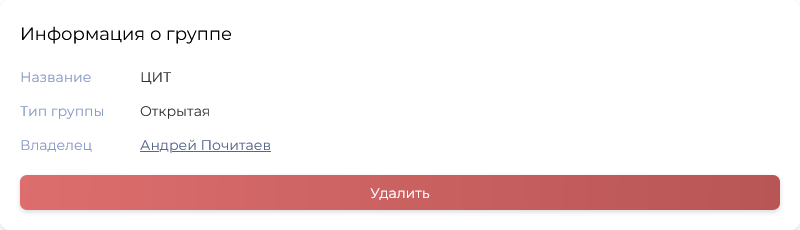 Информация о группе
Название ЦИТ
Тип группы Открытая
Владелец Андрей Почитаев
Удалить